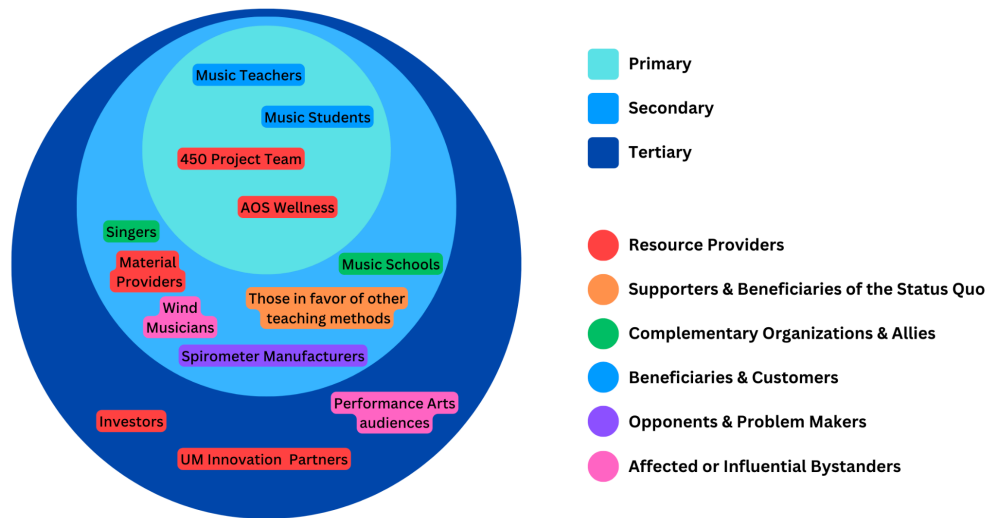 Music Teachers
Music Students
450 Project Team
AOS Wellness
Singers
Material
Providers
Music Schools
Wind
Musicians
Those in favor of other
teaching methods
Spirometer Manufacturers
Performance Arts
audiences
Investors
UM Innovation Partners
Primary
Secondary
Tertiary
Resource Providers
Supporters & Beneficiaries of the Status Quo
Complementary Organizations & Allies
Beneficiaries & Customers
Opponents & Problem Makers
Affected or Influential Bystanders